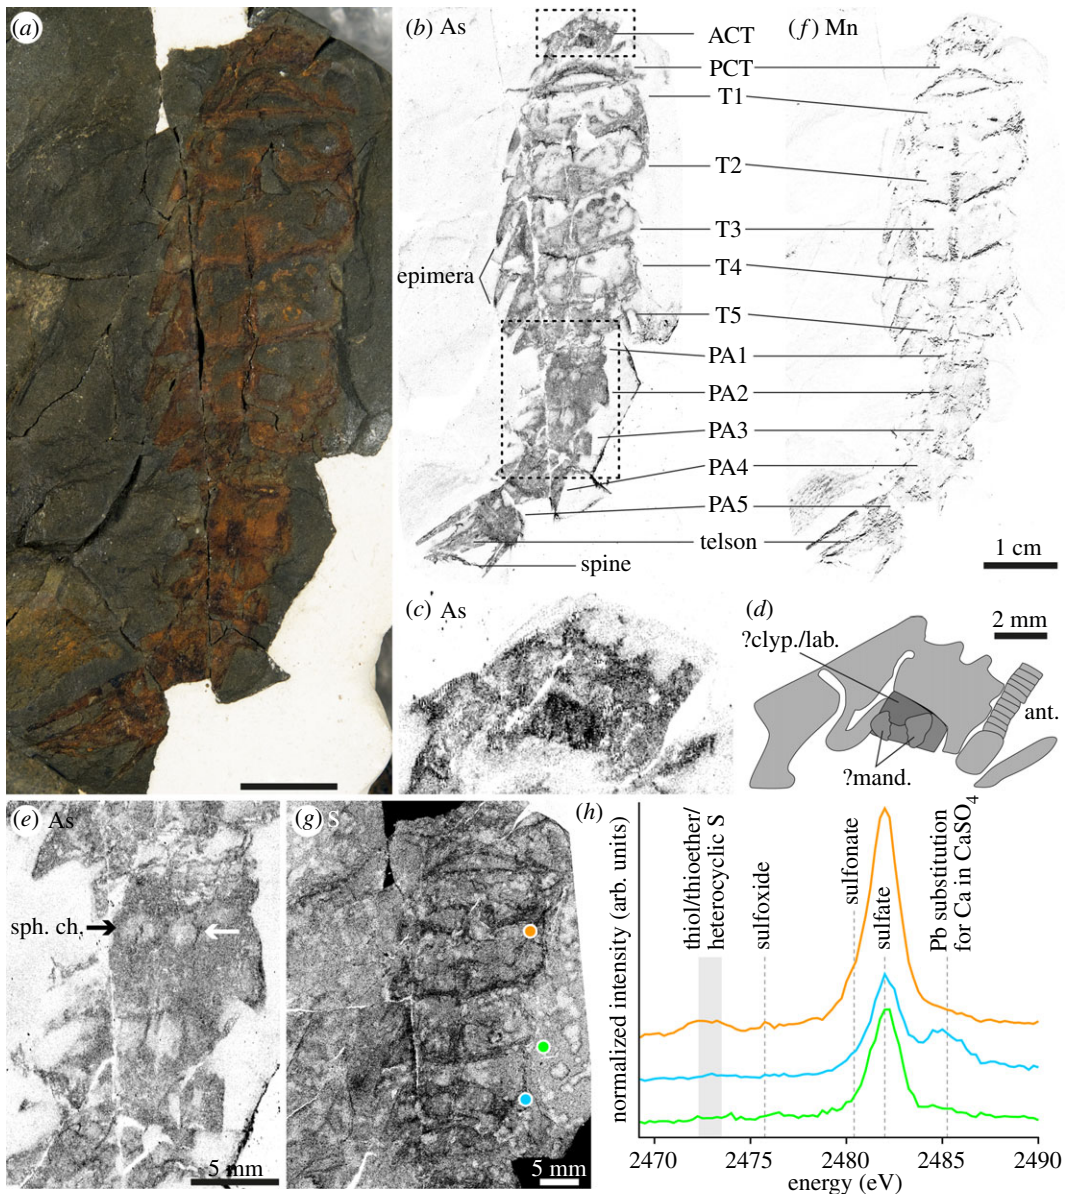 (a)
(b) As
ACT
(f) Mn
PCT
T1
T2
T3
epimera
T4
T5
PA1
PA2
PA3
PA4
PA5
telson
spine
1 cm
(c) As
(d)
2 mm
?clyp./lab.
ant.
?mand.
(e) As
sph. ch.
5 mm
(g) S
5 mm
(h)
normalized intensity (arb. units)
thiol/thioether/
heterocyclic S
sulfoxide
sulfonate
sulfate
Pb substitution
for Ca in CaSO4
2470 2475 2480 2485 2490
energy (eV)